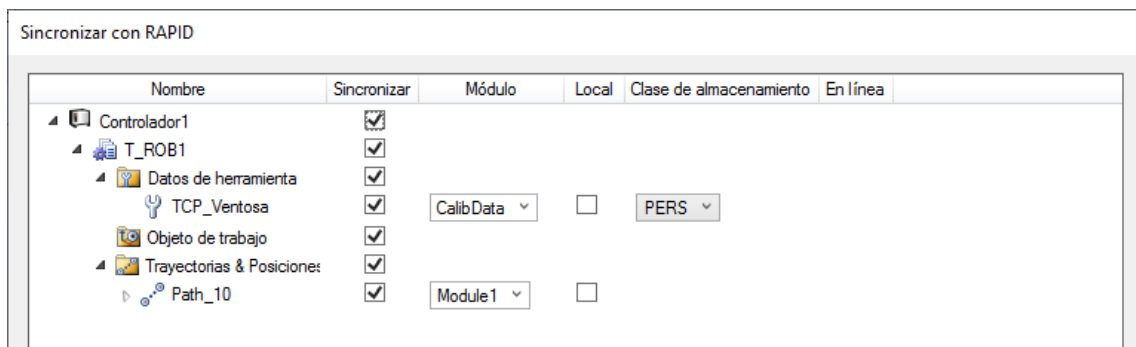 Sincronizar con RAPID
Nombre Sincronizar Módulo Local Clase de almacenamiento En línea
Controlador1
T_ROB1
Datos de herramienta
TCP_Ventosa CalibData PERS
Objeto de trabajo
Trayectorias & Posiciones
Path_10 Module1